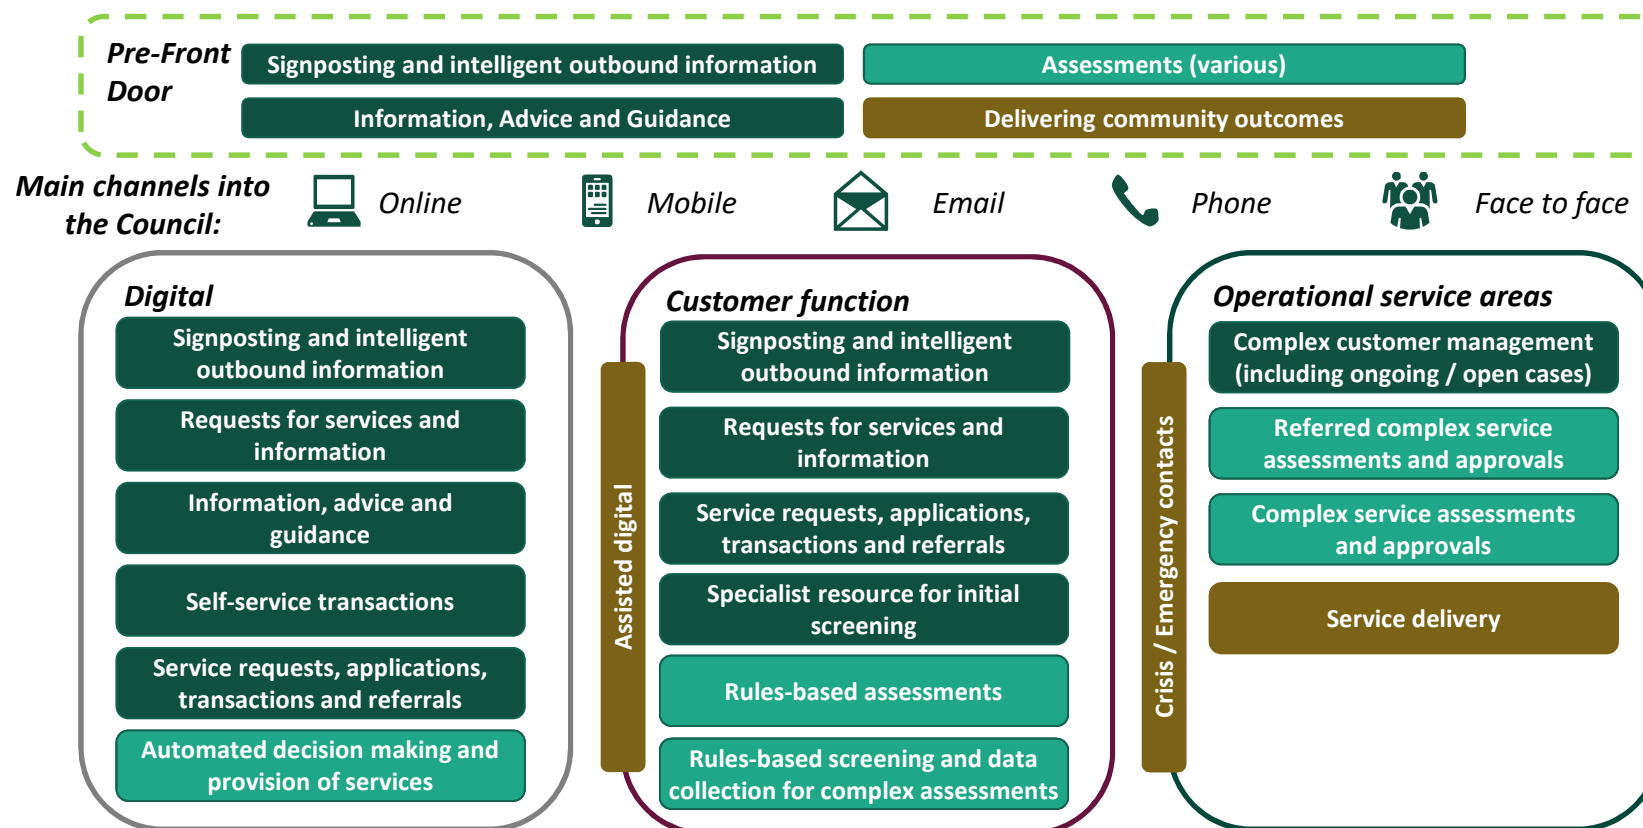 Pre-Front
Door
Signposting and intelligent outbound information
Assessments (various)
Information, Advice and Guidance
Delivering community outcomes
Main channels into
the Council:
Online
Mobile
Email
Phone
Face to face
Digital
Signposting and intelligent
outbound information
Requests for services and
information
Information, advice and
guidance
Self-service transactions
Service requests, applications,
transactions and referrals
Automated decision making and
provision of services
Assisted digital
Customer function
Signposting and intelligent
outbound information
Requests for services and
information
Service requests, applications,
transactions and referrals
Specialist resource for initial
screening
Rules-based assessments
Rules-based screening and data
collection for complex assessments
Crisis / Emergency contacts
Operational service areas
Complex customer management
(including ongoing / open cases)
Referred complex service
assessments and approvals
Complex service assessments
and approvals
Service delivery